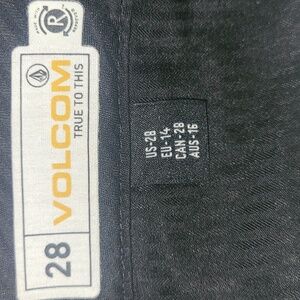 VOLCOM
TRUE TO THIS
28
US-28
EU-14
CAN-28
AUS-16